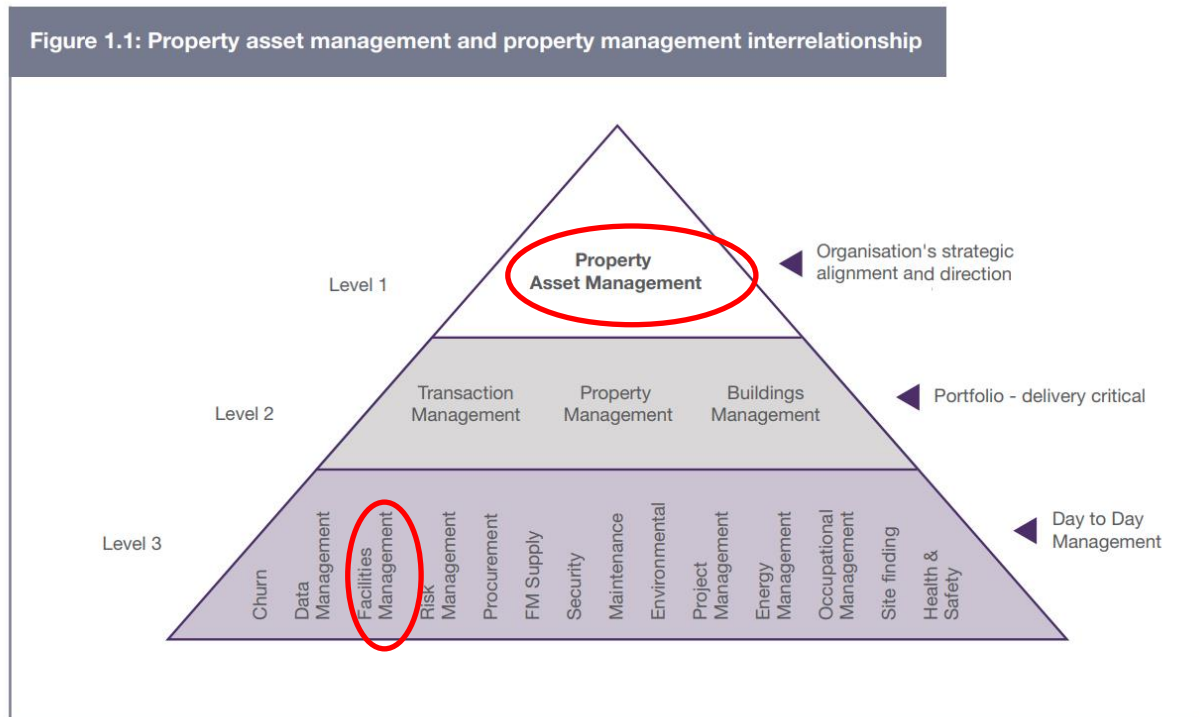 Figure 1.1: Property asset management and property management interrelationship
Level 1
Property
Asset Management
Organisation's strategic
alignment and direction
Level 2
Transaction
Management
Property
Management
Buildings
Management
Portfolio - delivery critical
Level 3
Churn
Data
Management
Facilities
Management
Risk
Management
Procurement
FM Supply
Security
Maintenance
Environmental
Project
Management
Energy
Management
Occupational
Management
Site finding
Health &
Safety
Day to Day
Management